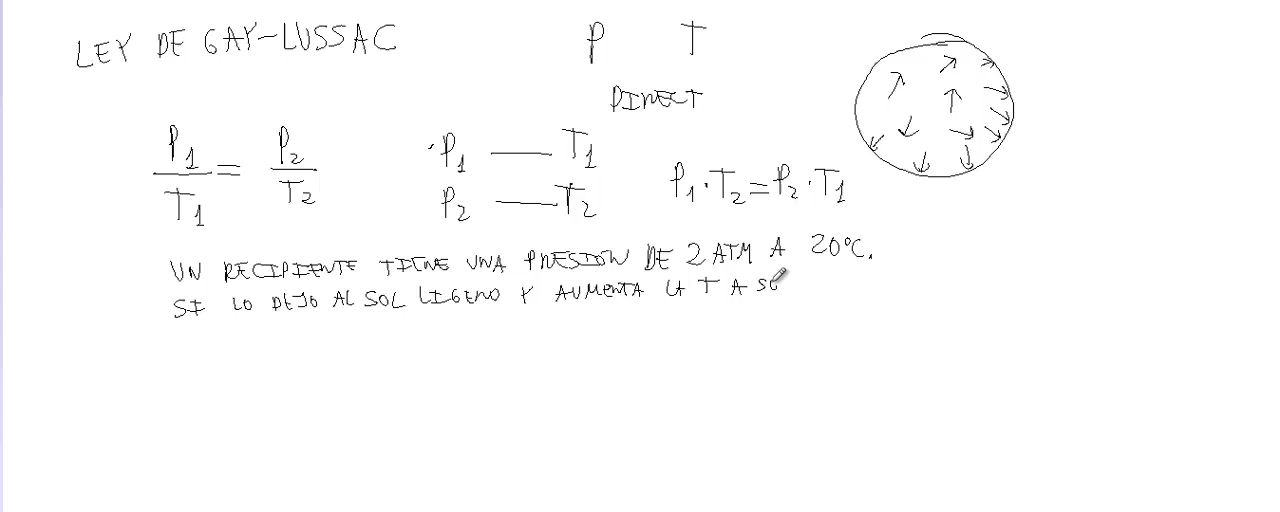 LEY DE GAY-LUSSAC
P T
DIRECT
P1/T1 = P2/T2
P1 — T1
P2 — T2
P1 · T2 = P2 · T1
UN RECIPIENTE TIENE UNA PRESIÓN DE 2 ATM A 20°C.
SI LO DEJO AL SOL LIGERO Y AUMENTA LA T A